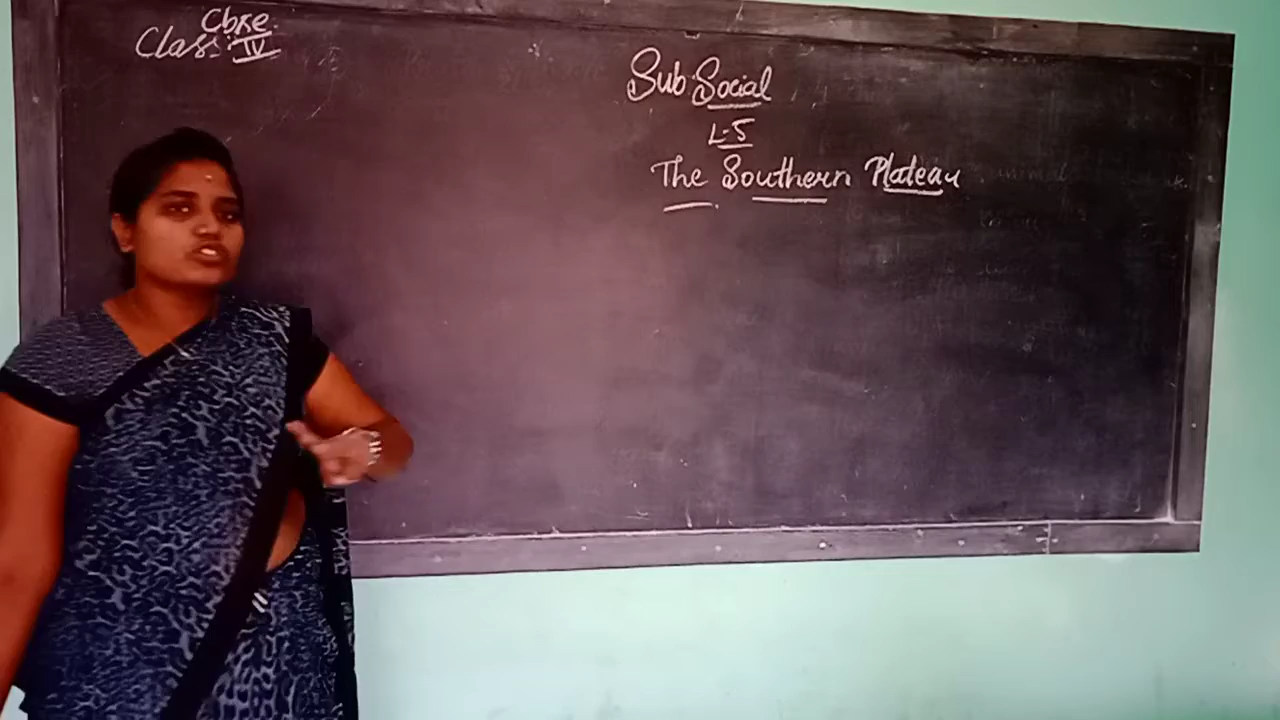 Cbse.
Class: IV
Sub: Social
L-5
The Southern Plateau